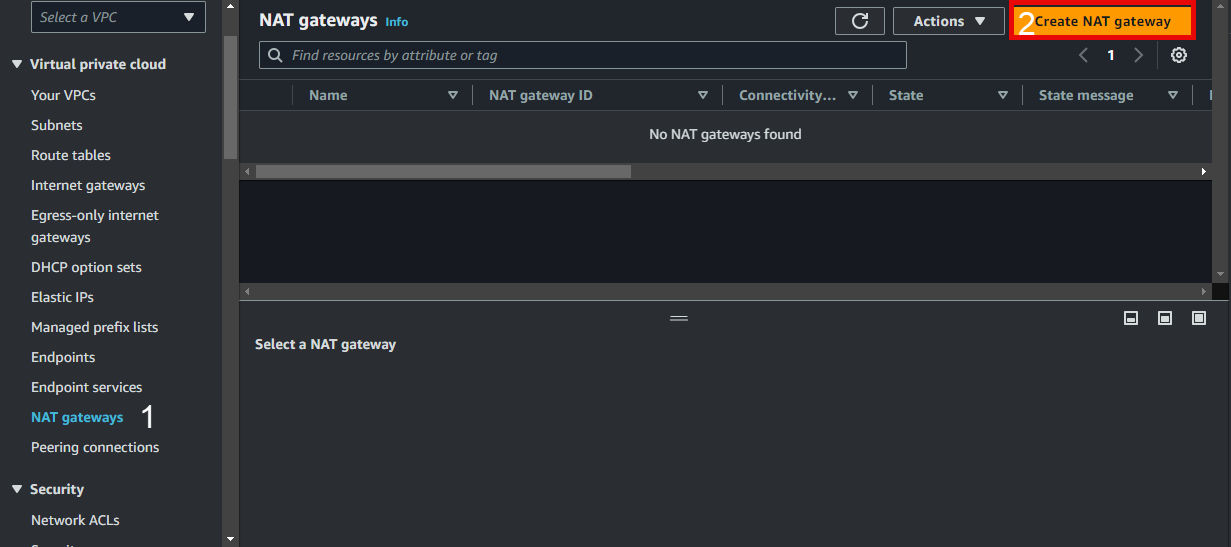 Select a VPC
Virtual private cloud
Your VPCs
Subnets
Route tables
Internet gateways
Egress-only internet
gateways
DHCP option sets
Elastic IPs
Managed prefix lists
Endpoints
Endpoint services
NAT gateways 1
Peering connections
Security
Network ACLs
NAT gateways Info
Actions
2 Create NAT gateway
Find resources by attribute or tag
1
Name NAT gateway ID Connectivity... State State message
No NAT gateways found
Select a NAT gateway